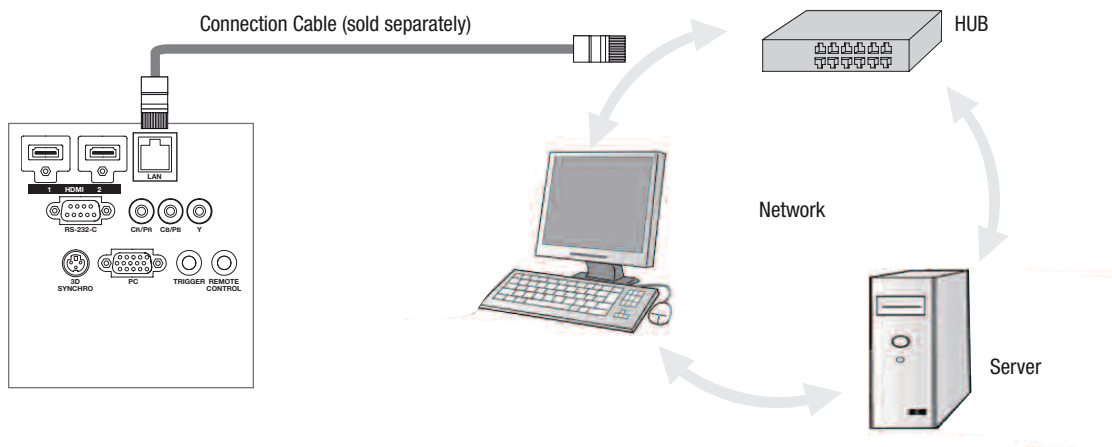 Connection Cable (sold separately)
HUB
LAN
1 HDMI 2
RS-232-C
CR/PR CB/PB Y
Network
3D
SYNCHRO
PC
TRIGGER
REMOTE
CONTROL
Server